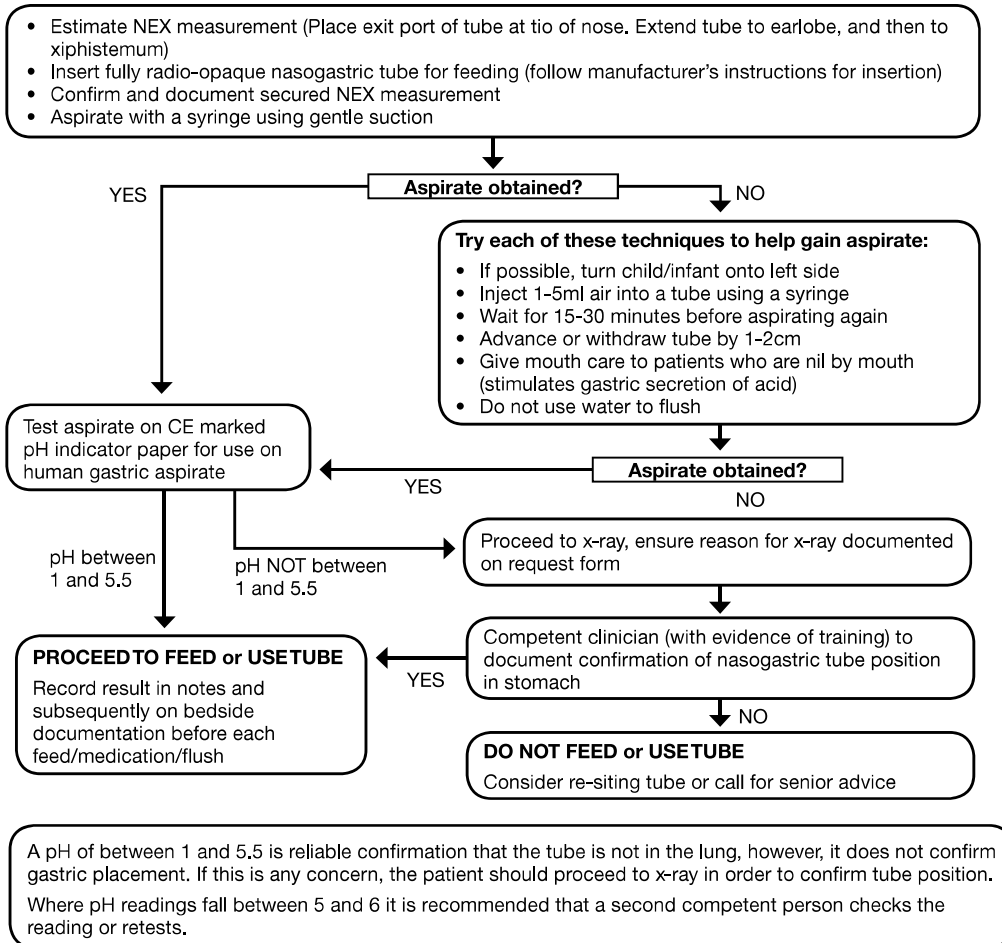 • Estimate NEX measurement (Place exit port of tube at tio of nose. Extend tube to earlobe, and then to
xiphistemum)
• Insert fully radio-opaque nasogastric tube for feeding (follow manufacturer's instructions for insertion)
• Confirm and document secured NEX measurement
• Aspirate with a syringe using gentle suction
Aspirate obtained?
YES
NO
Try each of these techniques to help gain aspirate:
• If possible, turn child/infant onto left side
• Inject 1-5ml air into a tube using a syringe
• Wait for 15-30 minutes before aspirating again
• Advance or withdraw tube by 1-2cm
• Give mouth care to patients who are nil by mouth
(stimulates gastric secretion of acid)
• Do not use water to flush
Test aspirate on CE marked
pH indicator paper for use on
human gastric aspirate
Aspirate obtained?
YES
NO
pH between
1 and 5.5
pH NOT between
1 and 5.5
Proceed to x-ray, ensure reason for x-ray documented
on request form
Competent clinician (with evidence of training) to
document confirmation of nasogastric tube position
in stomach
YES
NO
PROCEED TO FEED or USE TUBE
Record result in notes and
subsequently on bedside
documentation before each
feed/medication/flush
DO NOT FEED or USE TUBE
Consider re-siting tube or call for senior advice
A pH of between 1 and 5.5 is reliable confirmation that the tube is not in the lung, however, it does not confirm
gastric placement. If this is any concern, the patient should proceed to x-ray in order to confirm tube position.
Where pH readings fall between 5 and 6 it is recommended that a second competent person checks the
reading or retests.